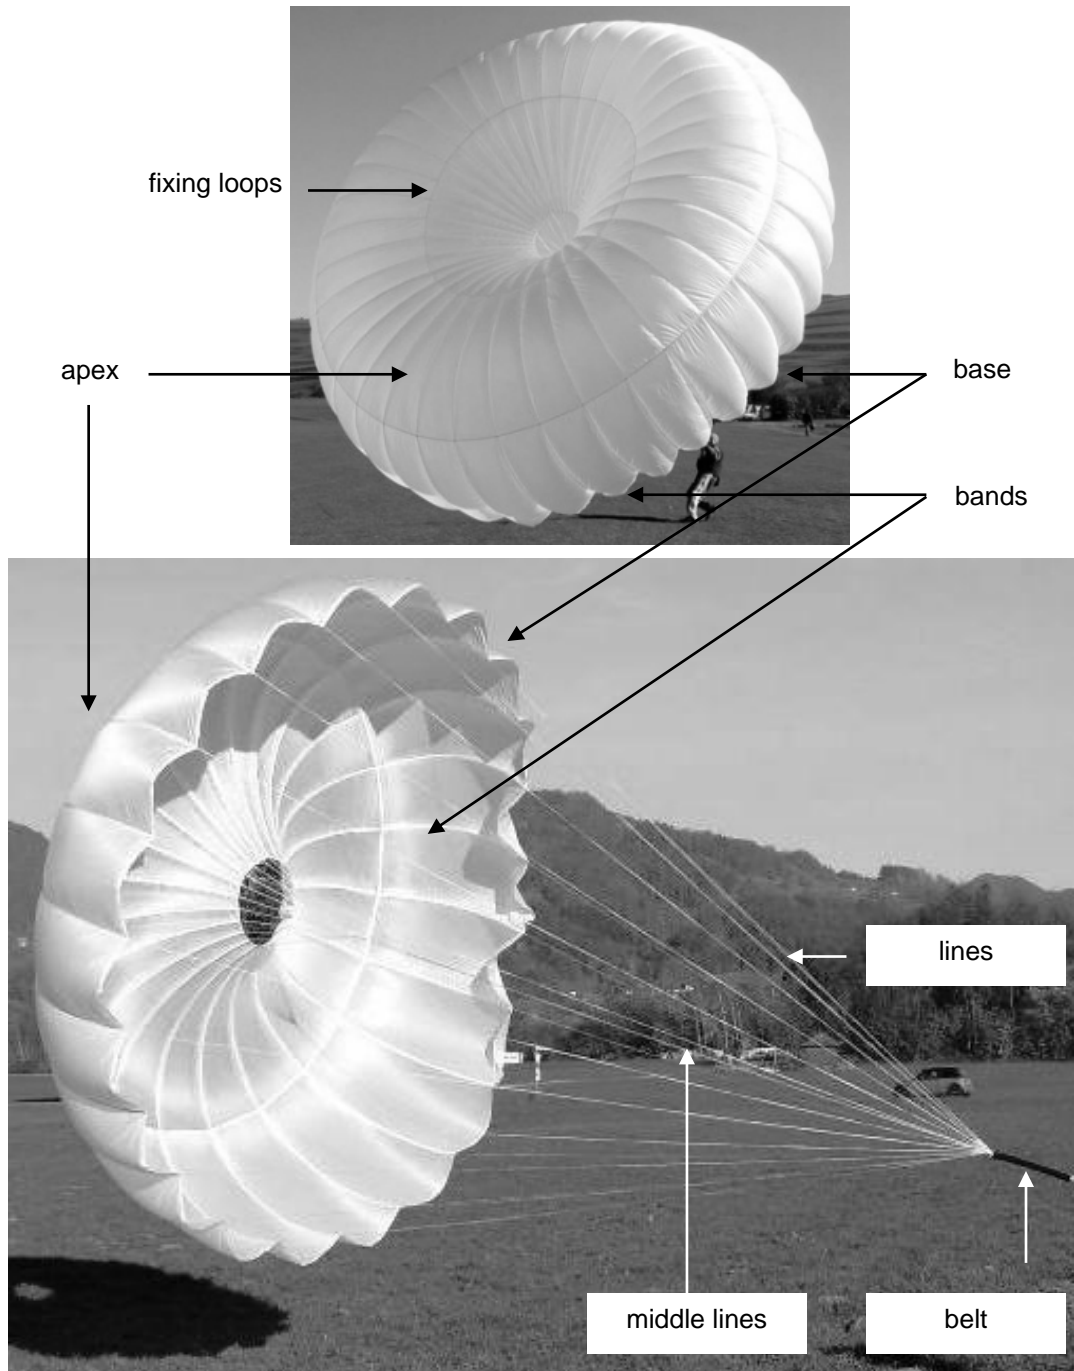 fixing loops
apex
base
bands
lines
middle lines
belt